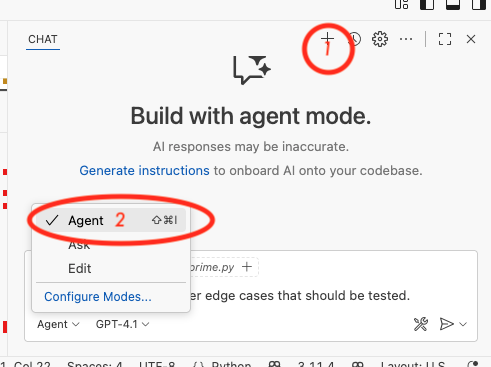 CHAT
1
Build with agent mode.
AI responses may be inaccurate.
Generate instructions to onboard AI onto your codebase.
Agent 2 ⇧⌘I
Ask
Edit
Configure Modes...
prime.py +
er edge cases that should be tested.
Agent GPT-4.1
Col 22 Spaces: 4 UTF-8 {} Python 3.11.4 Layout: U.S.